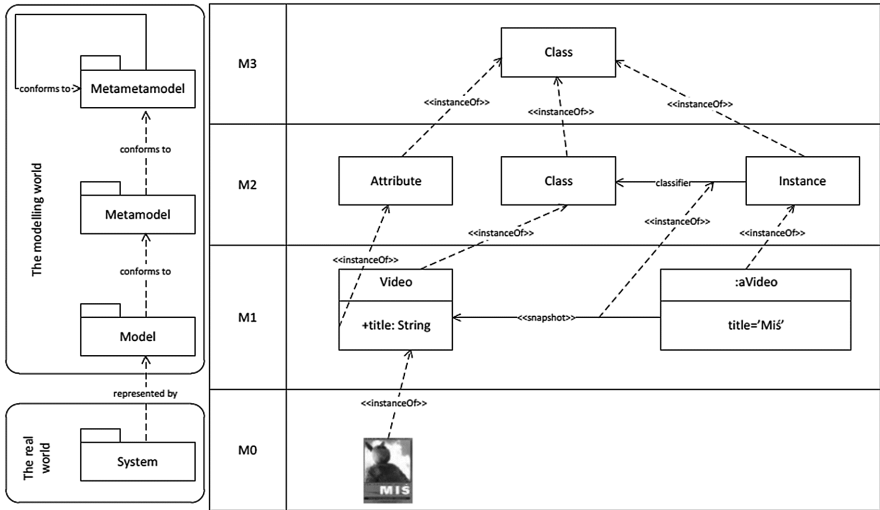 conforms to
Metametamodel
conforms to
Metamodel
conforms to
Model
represented by
System
The modelling world
The real
world
M3
Class
<<instanceOf>>
<<instanceOf>>
<<instanceOf>>
M2
Attribute
Class
classifier
Instance
<<instanceOf>>
<<instanceOf>>
<<instanceOf>>
<<instanceOf>>
M1
Video
+title: String
<<snapshot>>
:aVideo
title='Miś'
<<instanceOf>>
M0
MIŚ